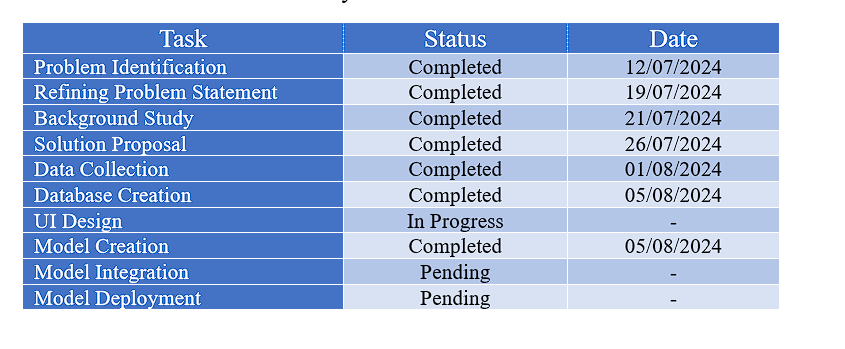 Task Status Date
Problem Identification Completed 12/07/2024
Refining Problem Statement Completed 19/07/2024
Background Study Completed 21/07/2024
Solution Proposal Completed 26/07/2024
Data Collection Completed 01/08/2024
Database Creation Completed 05/08/2024
UI Design In Progress -
Model Creation Completed 05/08/2024
Model Integration Pending -
Model Deployment Pending -